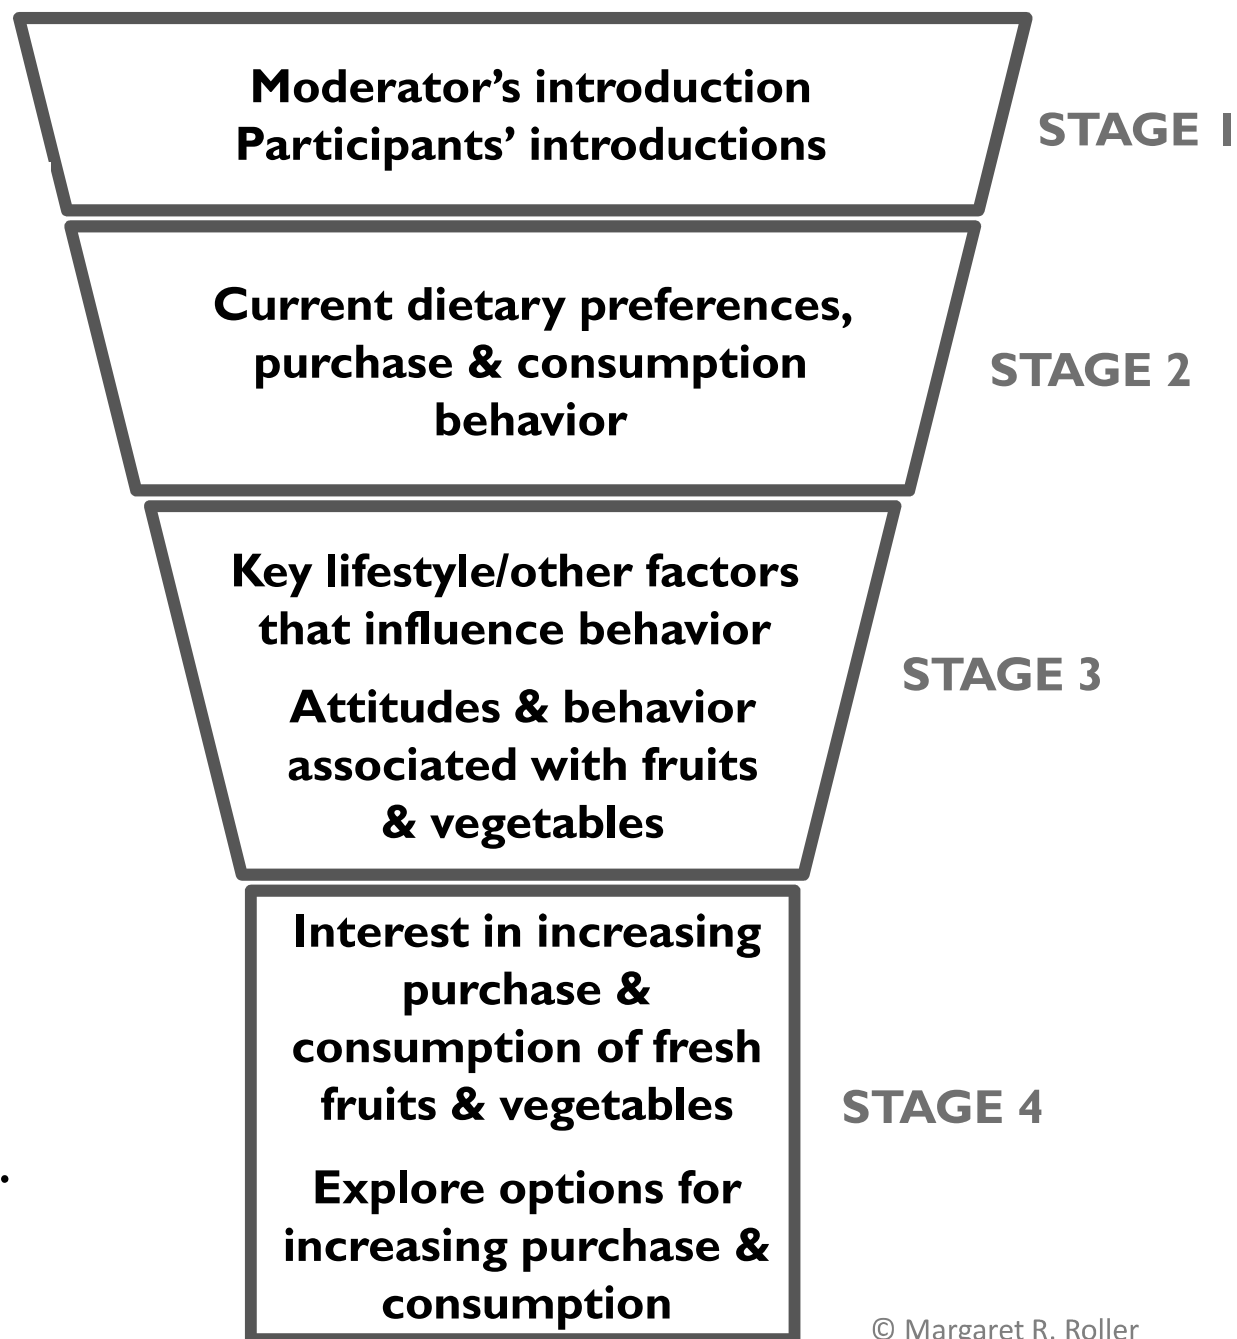 Moderator’s introduction
Participants’ introductions
STAGE 1
Current dietary preferences,
purchase & consumption
behavior
STAGE 2
Key lifestyle/other factors
that influence behavior
Attitudes & behavior
associated with fruits
& vegetables
STAGE 3
Interest in increasing
purchase &
consumption of fresh
fruits & vegetables
STAGE 4
.
Explore options for
increasing purchase &
consumption
© Margaret R. Roller